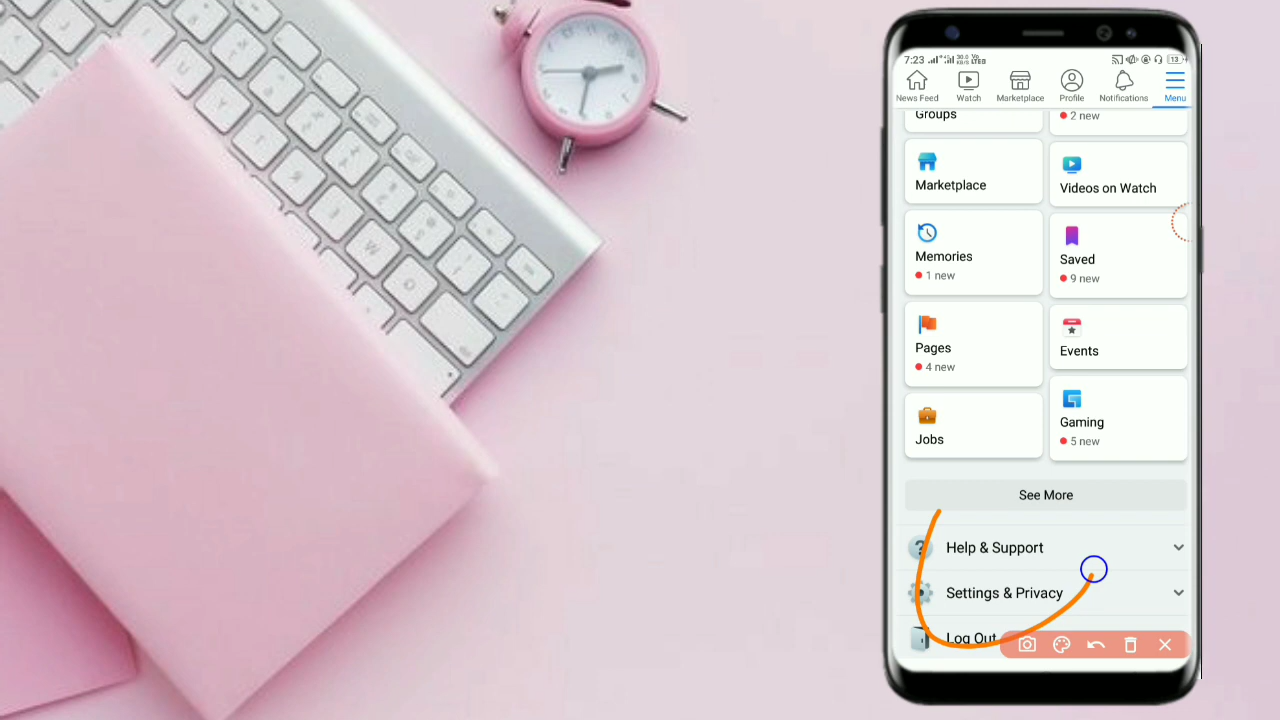 7:23
News Feed Watch Marketplace Profile Notifications Menu
Groups
2 new
Marketplace
Videos on Watch
Memories
1 new
Saved
9 new
Pages
4 new
Events
Jobs
Gaming
5 new
See More
Help & Support
Settings & Privacy
Log Out